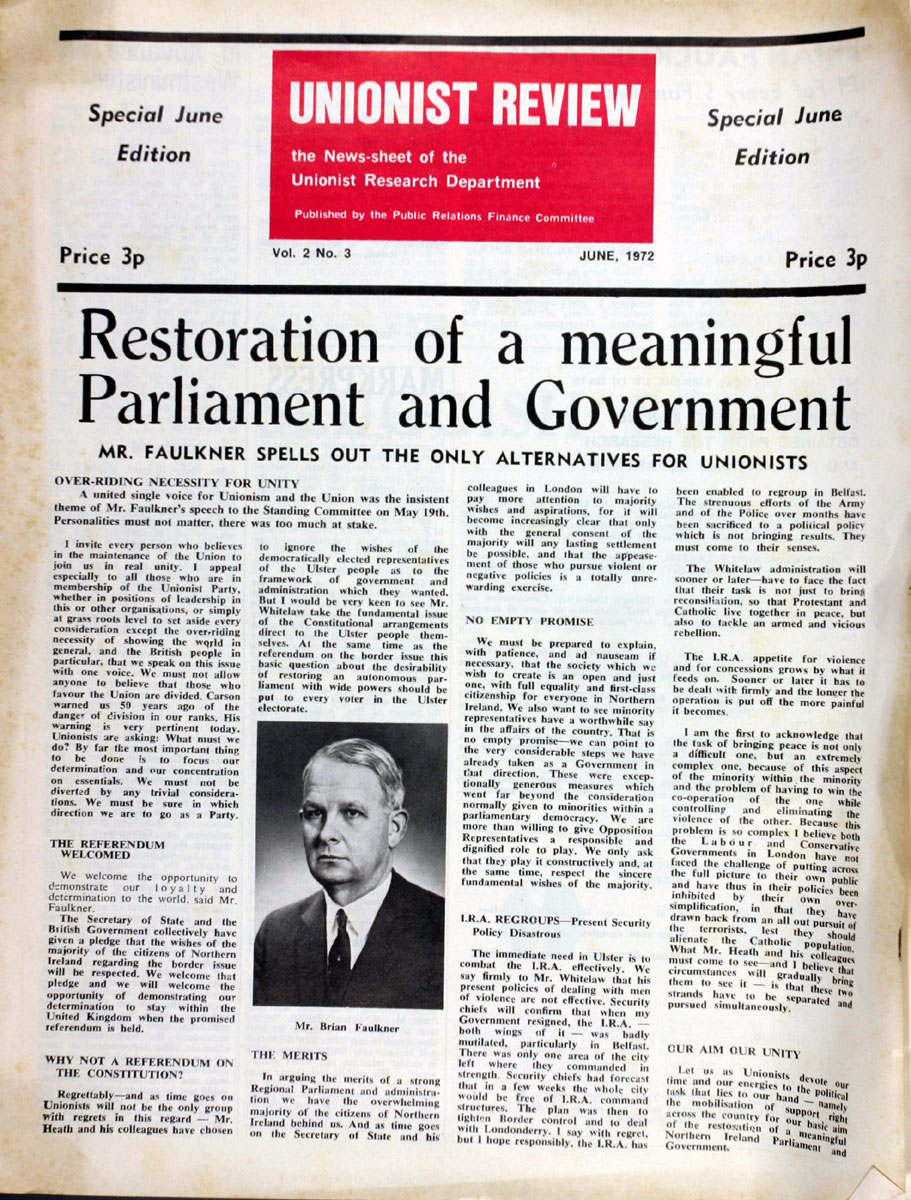 Special June
Edition
UNIONIST REVIEW
the News-sheet of the
Unionist Research Department
Published by the Public Relations Finance Committee
Special June
Edition
Price 3p
Vol. 2 No. 3
JUNE, 1972
Price 3p
Restoration of a meaningful
Parliament and Government
MR. FAULKNER SPELLS OUT THE ONLY ALTERNATIVES FOR UNIONISTS
OVER-RIDING NECESSITY FOR UNITY
A united single voice for Unionism and the Union was the insistent
theme of Mr. Faulkner's speech to the Standing Committee on May 19th.
Personalities must not matter, there was too much at stake.
I invite every person who believes
in the maintenance of the Union to
join us in real unity. I appeal
especially to all those who are in
membership of the Unionist Party,
whether in positions of leadership in
this or other organisations, or simply
at grass roots level to set aside every
consideration except the over-riding
necessity of showing the world in
general, and the British people in
particular, that we speak on this issue
with one voice. We must not allow
anyone to believe that those who
favour the Union are divided. Carson
warned us 50 years ago of the
danger of division in our ranks. His
warning is very pertinent today.
Unionists are asking: What must we
do? By far the most important thing
to be done is to focus our
determination and our concentration
on essentials. We must not be
diverted by any trivial considera-
tions. We must be sure in which
direction we are to go as a Party.
THE REFERENDUM
WELCOMED
We welcome the opportunity to
demonstrate our loyalty and
determination to the world, said Mr.
Faulkner.
The Secretary of State and the
British Government collectively have
given a pledge that the wishes of the
majority of the citizens of Northern
Ireland regarding the border issue
will be respected. We welcome that
pledge and we will welcome the
opportunity of demonstrating our
determination to stay within the
United Kingdom when the promised
referendum is held.
WHY NOT A REFERENDUM ON
THE CONSTITUTION?
Regrettably—and as time goes on
Unionists will not be the only group
with regrets in this regard — Mr.
Heath and his colleagues have chosen
to ignore the wishes of the
democratically elected representatives
of the Ulster people as to the
framework of government and
administration which they wanted.
But I would be very keen to see Mr.
Whitelaw take the fundamental issue
of the Constitutional arrangements
direct to the Ulster people them-
selves. At the same time as the
referendum on the border issue this
basic question about the desirability
of restoring an autonomous par-
liament with wide powers should be
put to every voter in the Ulster
electorate.
Mr. Brian Faulkner
THE MERITS
In arguing the merits of a strong
Regional Parliament and administra-
tion we have the overwhelming
majority of the citizens of Northern
Ireland behind us. And as time goes
on the Secretary of State and his
colleagues in London will have to
pay more attention to majority
wishes and aspirations, for it will
become increasingly clear that only
with the general consent of the
majority will any lasting settlement
be possible, and that the appease-
ment of those who pursue violent or
negative policies is a totally unre-
warding exercise.
NO EMPTY PROMISE
We must be prepared to explain,
with patience, and ad nauseam if
necessary, that the society which we
wish to create is an open and just
one, with full equality and first-class
citizenship for everyone in Northern
Ireland. We also want to see minority
representatives have a worthwhile say
in the affairs of the country. That is
no empty promise—we can point to
the very considerable steps we have
already taken as a Government in
that direction. These were excep-
tionally generous measures which
went far beyond the consideration
normally given to minorities within a
parliamentary democracy. We are
more than willing to give Opposition
Representatives a responsible and
dignified role to play. We only ask
that they play it constructively and, at
the same time, respect the sincere
fundamental wishes of the majority.
I.R.A. REGROUPS—Present Security
Policy Disastrous
The immediate need in Ulster is to
combat the I.R.A. effectively. We
say firmly to Mr. Whitelaw that his
present policies of dealing with men
of violence are not effective. Security
chiefs will confirm that when my
Government resigned, the I.R.A. —
both wings of it — was badly
mutilated, particularly in Belfast.
There was only one area of the city
left where they commanded in
strength. Security chiefs had forecast
that in a few weeks the whole city
would be free of I.R.A. command
structures. The plan was then to
tighten Border control and to deal
with Londonderry. I say with regret,
but I hope responsibly, the I.R.A. has
been enabled to regroup in Belfast.
The strenuous efforts of the Army
and of the Police over months have
been sacrificed to a political policy
which is not bringing results. They
must come to their senses.
The Whitelaw administration will
sooner or later—have to face the fact
that their task is not just to bring
reconciliation, so that Protestant and
Catholic live together in peace, but
also to tackle an armed and vicious
rebellion.
The I.R.A. appetite for violence
and for concessions grows by what it
feeds on. Sooner or later it has to
be dealt with firmly and the longer the
operation is put off the more painful
it becomes.
I am the first to acknowledge that
the task of bringing peace is not only
a difficult one, but an extremely
complex one, because of this aspect
of the minority within the minority
and the problem of having to win the
co-operation of the one while
controlling and eliminating the
violence of the other. Because this
problem is so complex I believe both
the Labour and Conservative
Governments in London have not
faced the challenge of putting across
the full picture to their own public
and have thus in their policies been
inhibited by their own over-
simplification, in that they have
drawn back from an all out pursuit of
the terrorists, lest they should
alienate the Catholic population.
What Mr. Heath and his colleagues
must come to see—and I believe that
circumstances will gradually bring
them to see it — is that these two
strands have to be separated and
pursued simultaneously.
OUR AIM OUR UNITY
Let us as Unionists devote our
time and our energies to the political
task that lies to our hand — namely
the mobilisation of support right
across the country for our basic aim
of the restosation of a meaningful
Northern Ireland Parliament and
Government.